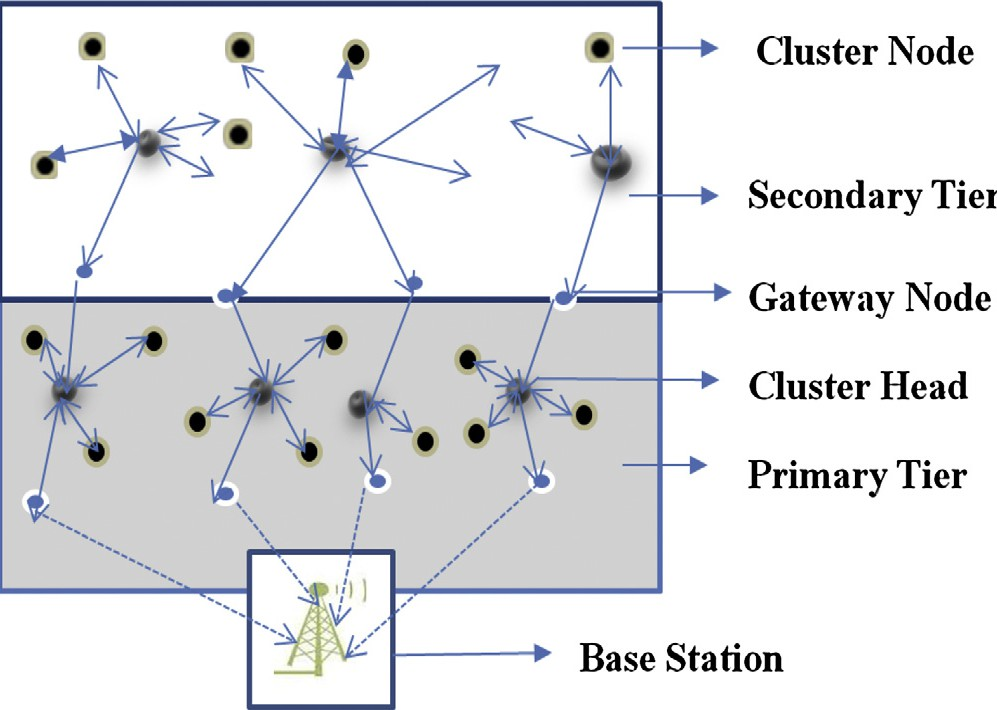 Cluster Node
Secondary Tier
Gateway Node
Cluster Head
Primary Tier
Base Station